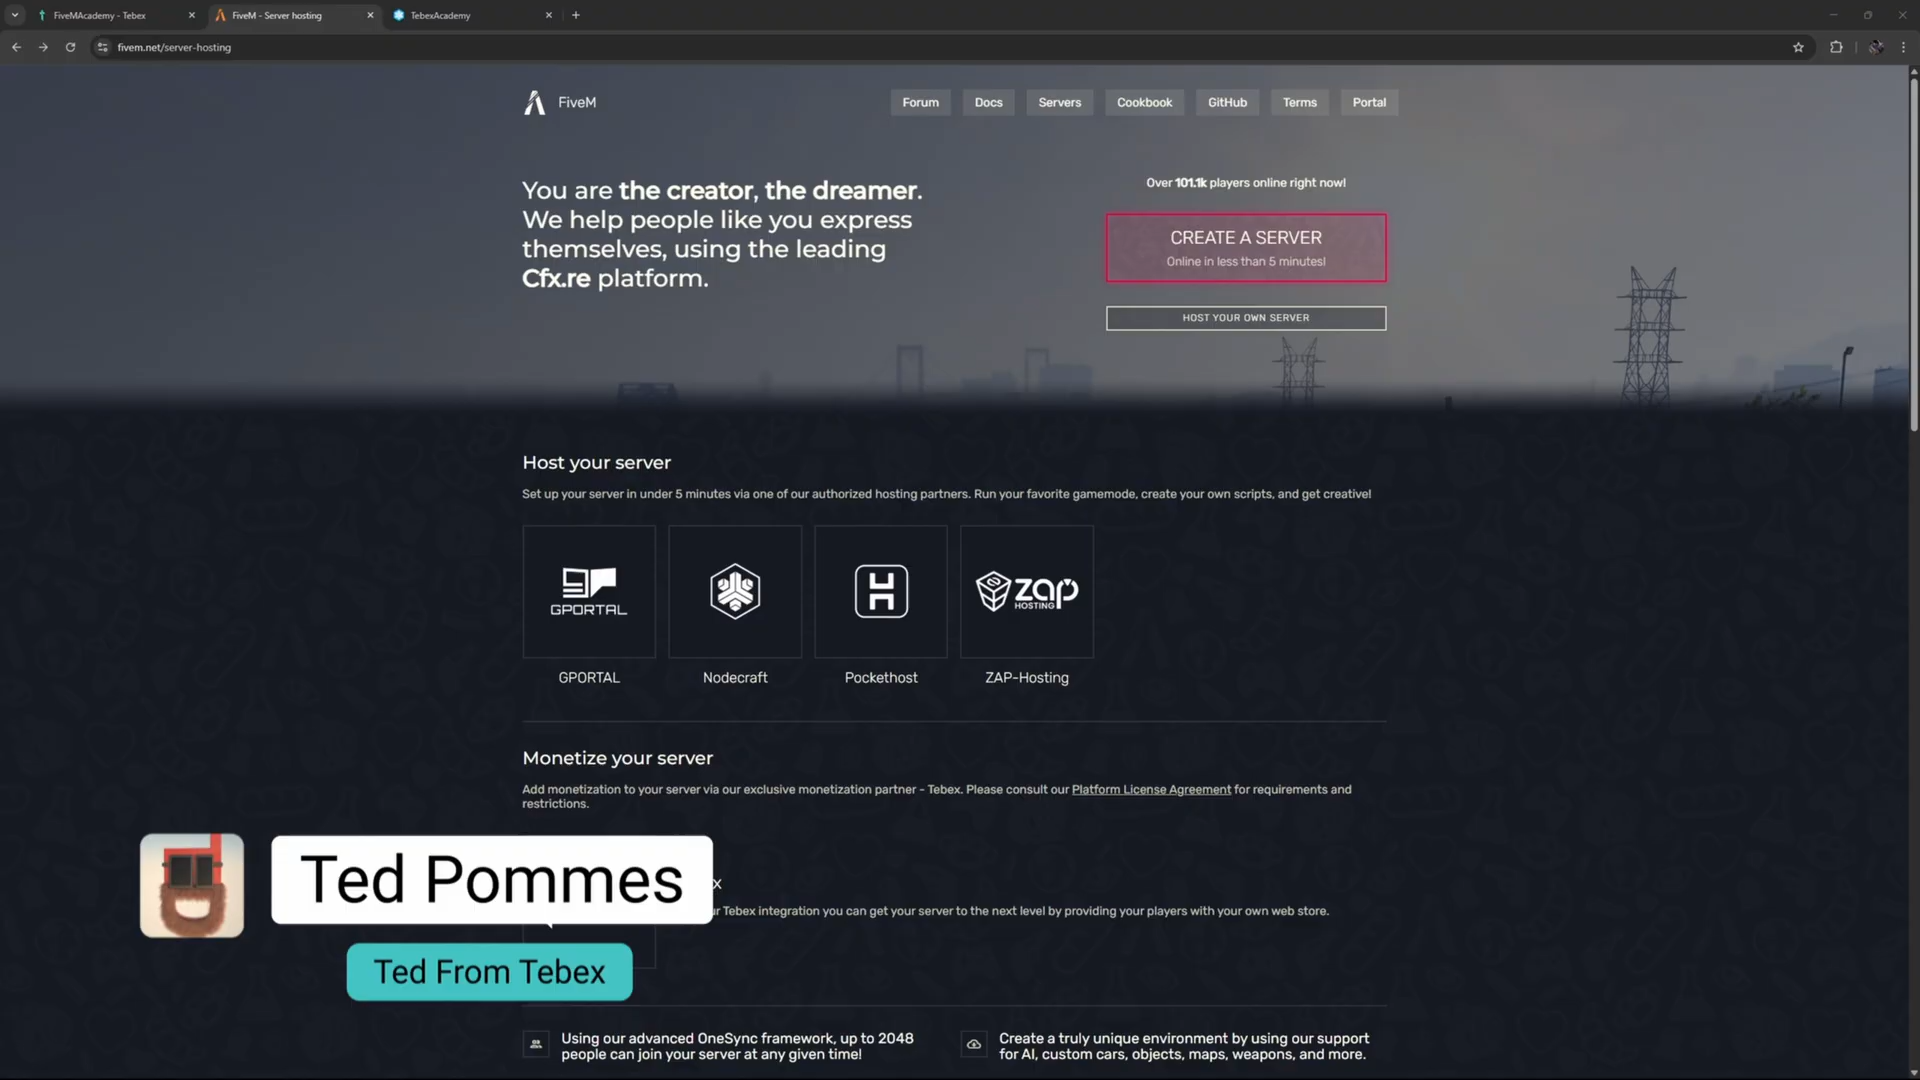 FiveMAcademy - Tebex
FiveM - Server hosting
TebexAcademy
fivem.net/server-hosting
FiveM
Forum
Docs
Servers
Cookbook
GitHub
Terms
Portal
You are the creator, the dreamer.
We help people like you express
themselves, using the leading
Cfx.re platform.
Over 101.1k players online right now!
CREATE A SERVER
Online in less than 5 minutes!
HOST YOUR OWN SERVER
Host your server
Set up your server in under 5 minutes via one of our authorized hosting partners. Run your favorite gamemode, create your own scripts, and get creative!
GPORTAL
H
ZAP
HOSTING
GPORTAL
Nodecraft
Pockethost
ZAP-Hosting
Monetize your server
Add monetization to your server via our exclusive monetization partner - Tebex. Please consult our Platform License Agreement for requirements and
restrictions.
Ted Pommes
x
Tebex integration you can get your server to the next level by providing your players with your own web store.
Ted From Tebex
Using our advanced OneSync framework, up to 2048
people can join your server at any given time!
Create a truly unique environment by using our support
for AI, custom cars, objects, maps, weapons, and more.